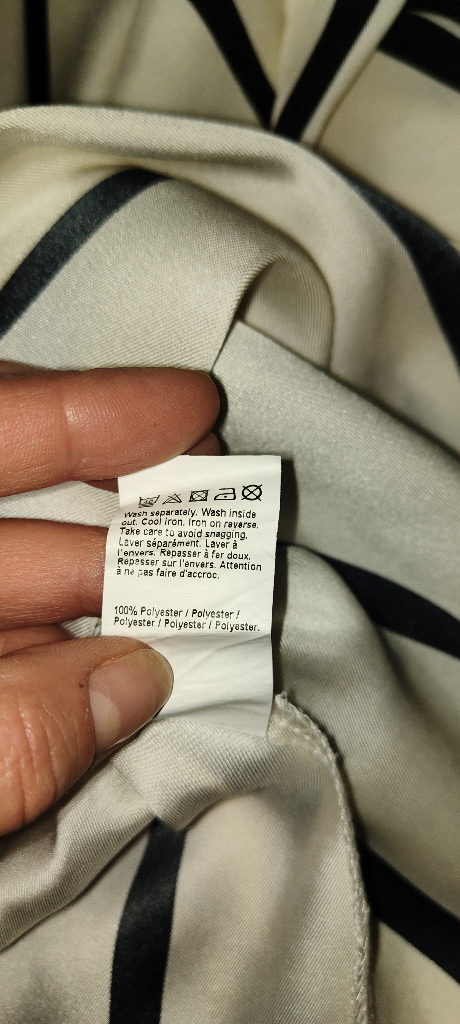 Wash separately. Wash inside
out. Cool iron. Iron on reverse.
Take care to avoid snagging.
Laver séparément. Laver à
l'envers. Repasser à fer doux.
Repasser sur l'envers. Attention
à ne pas faire d'accroc.
100% Polyester / Polyester /
Polyester / Polyester / Polyester.